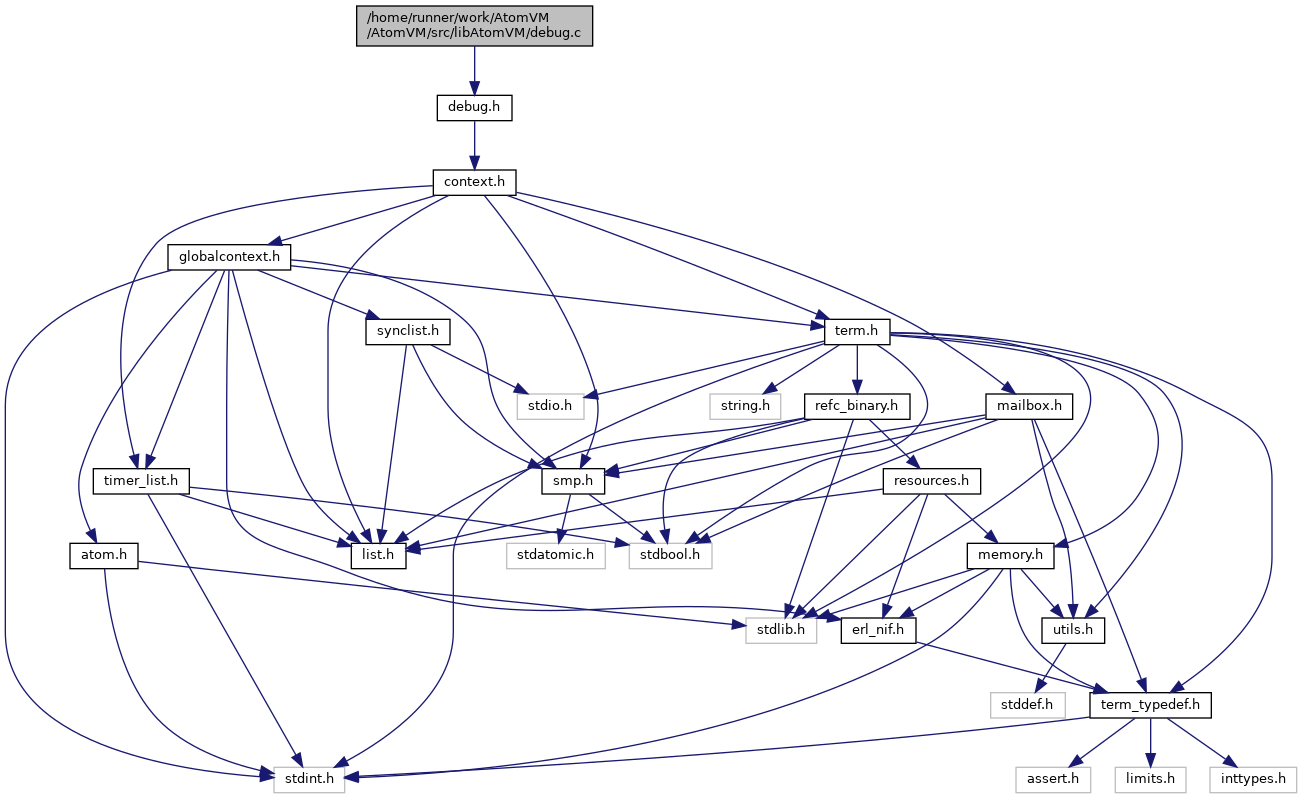 /home/runner/work/AtomVM
/AtomVM/src/libAtomVM/debug.c
debug.h
context.h
globalcontext.h
synclist.h
term.h
stdio.h
string.h
refc_binary.h
mailbox.h
timer_list.h
smp.h
resources.h
atom.h
list.h
stdatomic.h
stdbool.h
memory.h
stdlib.h
erl_nif.h
utils.h
stddef.h
term_typedef.h
stdint.h
assert.h
limits.h
inttypes.h